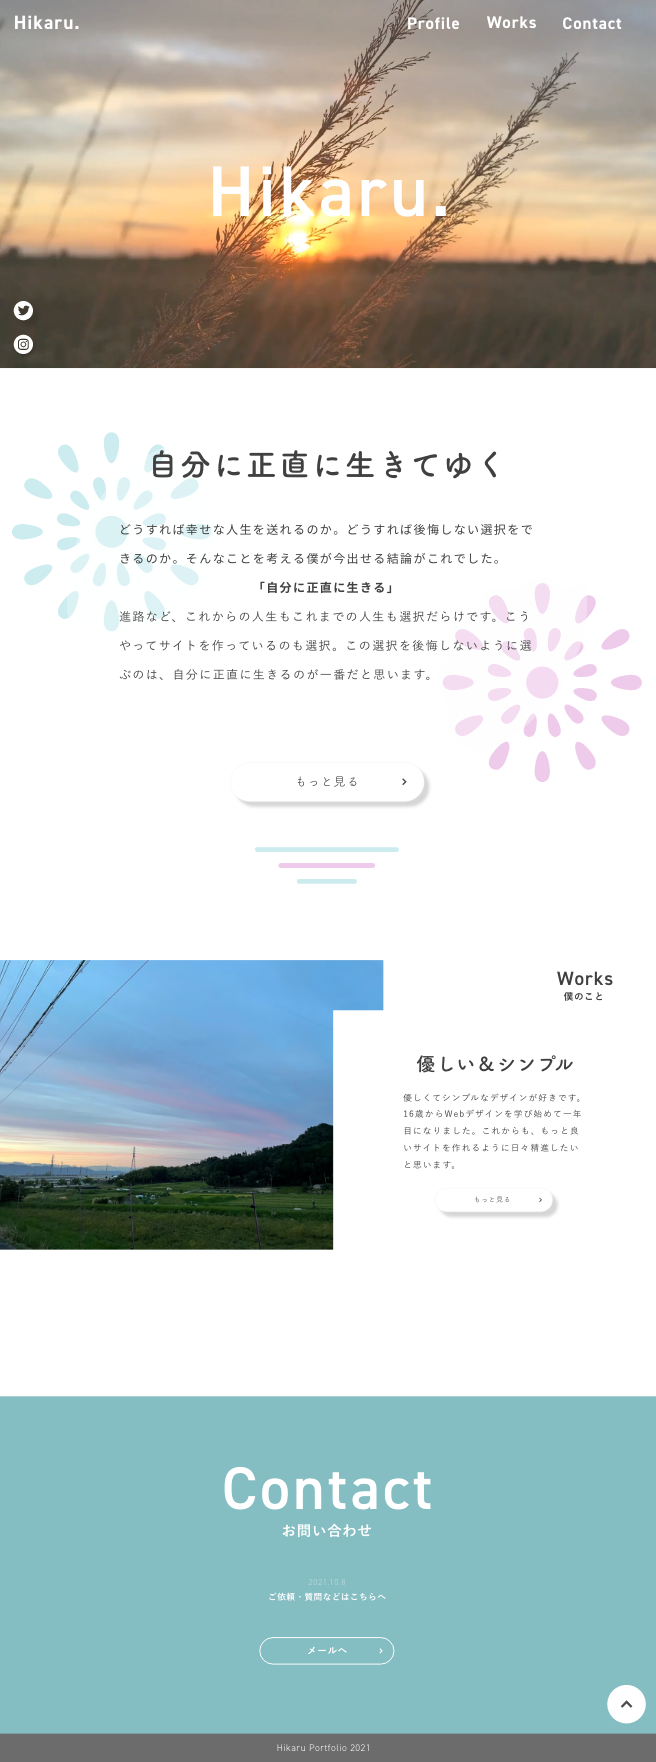 Hikaru.
Profile
Works
Contact
Hikaru.
自分に正直に生きてゆく
どうすれば幸せな人生を送れるのか。どうすれば後悔しない選択をで
きるのか。そんなことを考える僕が今出せる結論がこれでした。
「自分に正直に生きる」
進路など、これからの人生もこれまでの人生も選択だらけです。こう
やってサイトを作っているのも選択。この選択を後悔しないように選
ぶのは、自分に正直に生きるのが一番だと思います。
もっと見る
Works
僕のこと
優しい＆シンプル
優しくてシンプルなデザインが好きです。
16歳からWebデザインを学び始めて一年
目になりました。これからも、もっと良
いサイトを作れるように日々精進したい
と思います。
もっと見る
Contact
お問い合わせ
2021.10.8
ご依頼・質問などはこちらへ
メールへ
Hikaru Portfolio 2021